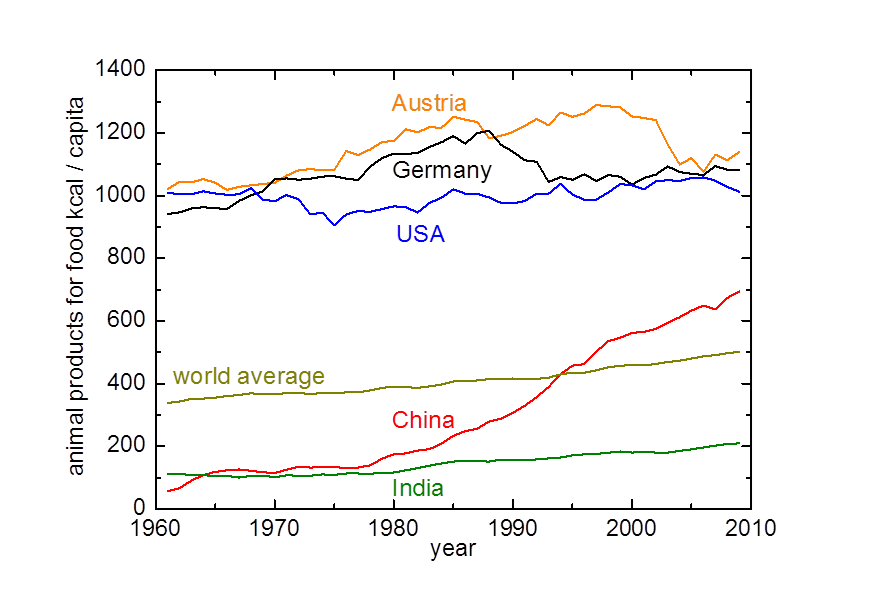 1400
1200
1000
800
600
400
200
0
animal products for food kcal / capita
Austria
Germany
USA
world average
China
India
1960 1970 1980 1990 2000 2010
year